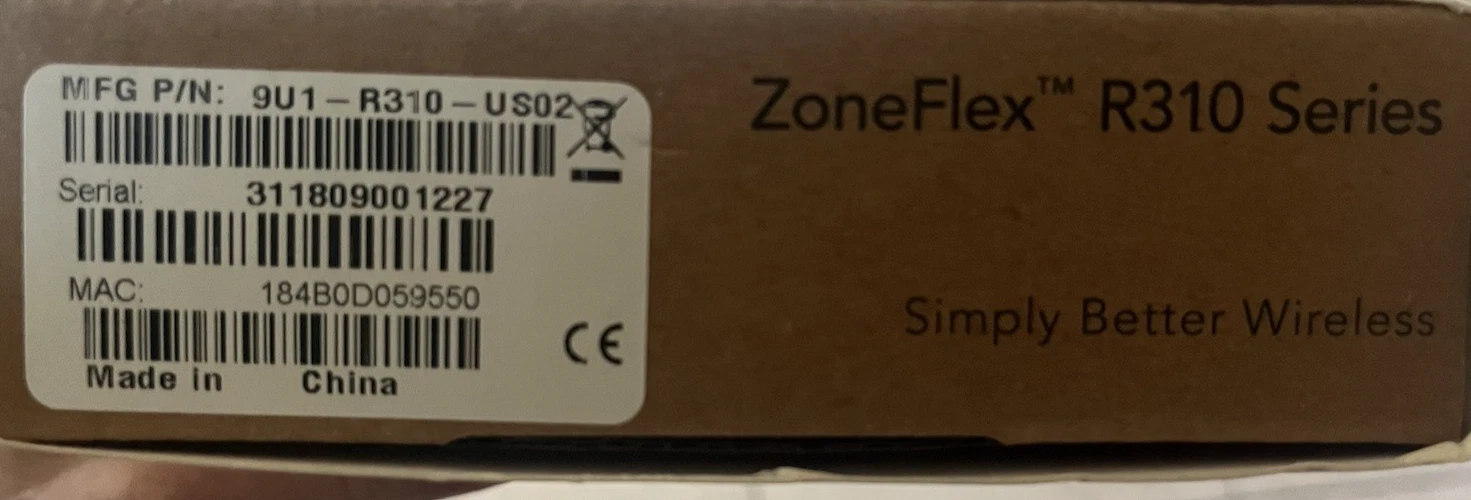 MFG P/N: 9U1-R310-US02
Serial: 311809001227
MAC: 184B0D059550
Made in China
CE
ZoneFlex™ R310 Series
Simply Better Wireless